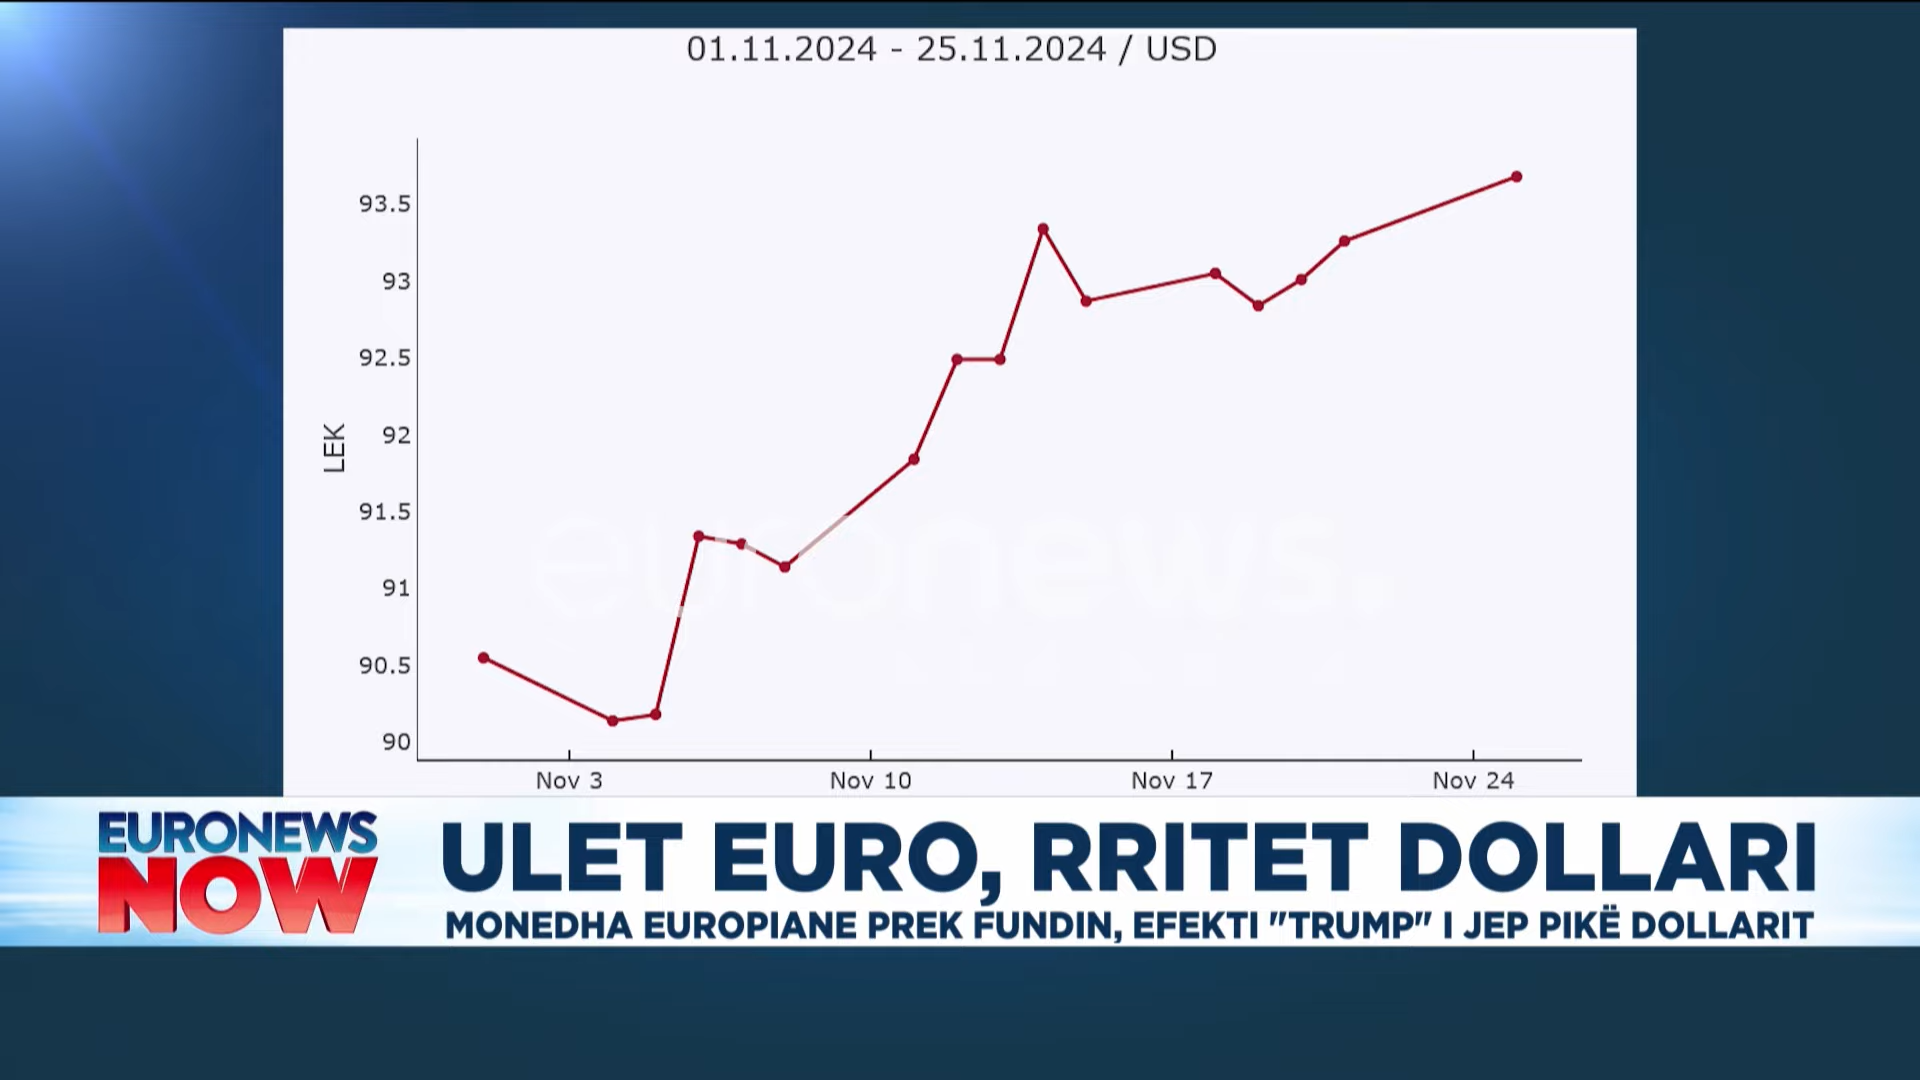 01.11.2024 - 25.11.2024 / USD
93.5
93
92.5
92
91.5
91
90.5
90
LEK
euronews.
Nov 3
Nov 10
Nov 17
Nov 24
EURONEWS
NOW
ULET EURO, RRITET DOLLARI
MONEDHA EUROPIANE PREK FUNDIN, EFEKTI "TRUMP" I JEP PIKË DOLLARIT